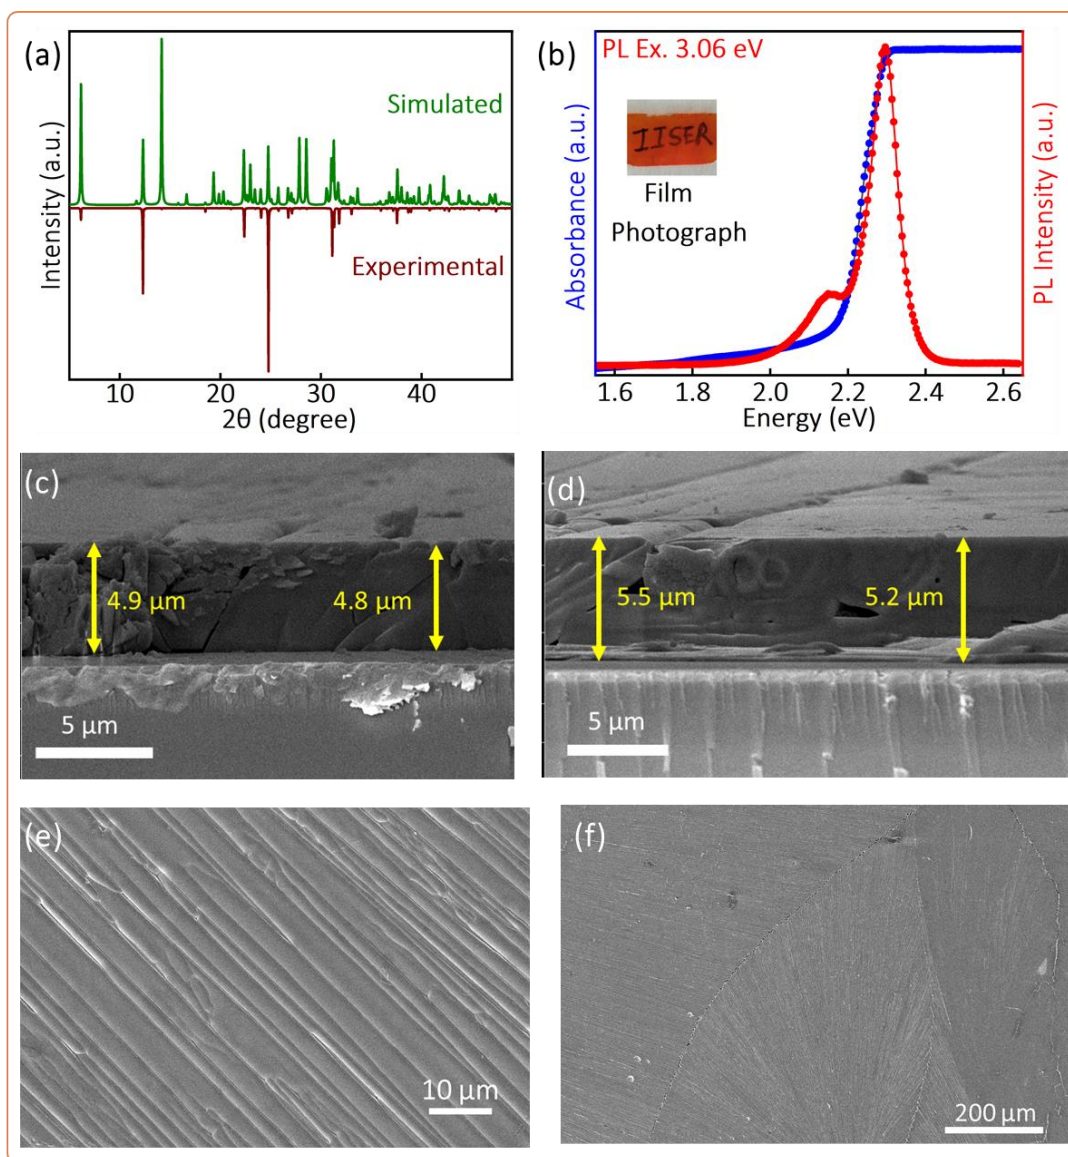 (a)
Simulated
Experimental
Intensity (a.u.)
10 20 30 40
2θ (degree)
(b)
PL Ex. 3.06 eV
IISER
Film
Photograph
Absorbance (a.u.)
PL Intensity (a.u.)
1.6 1.8 2.0 2.2 2.4 2.6
Energy (eV)
(c)
4.9 μm
4.8 μm
5 μm
(d)
5.5 μm
5.2 μm
5 μm
(e)
10 μm
(f)
200 μm